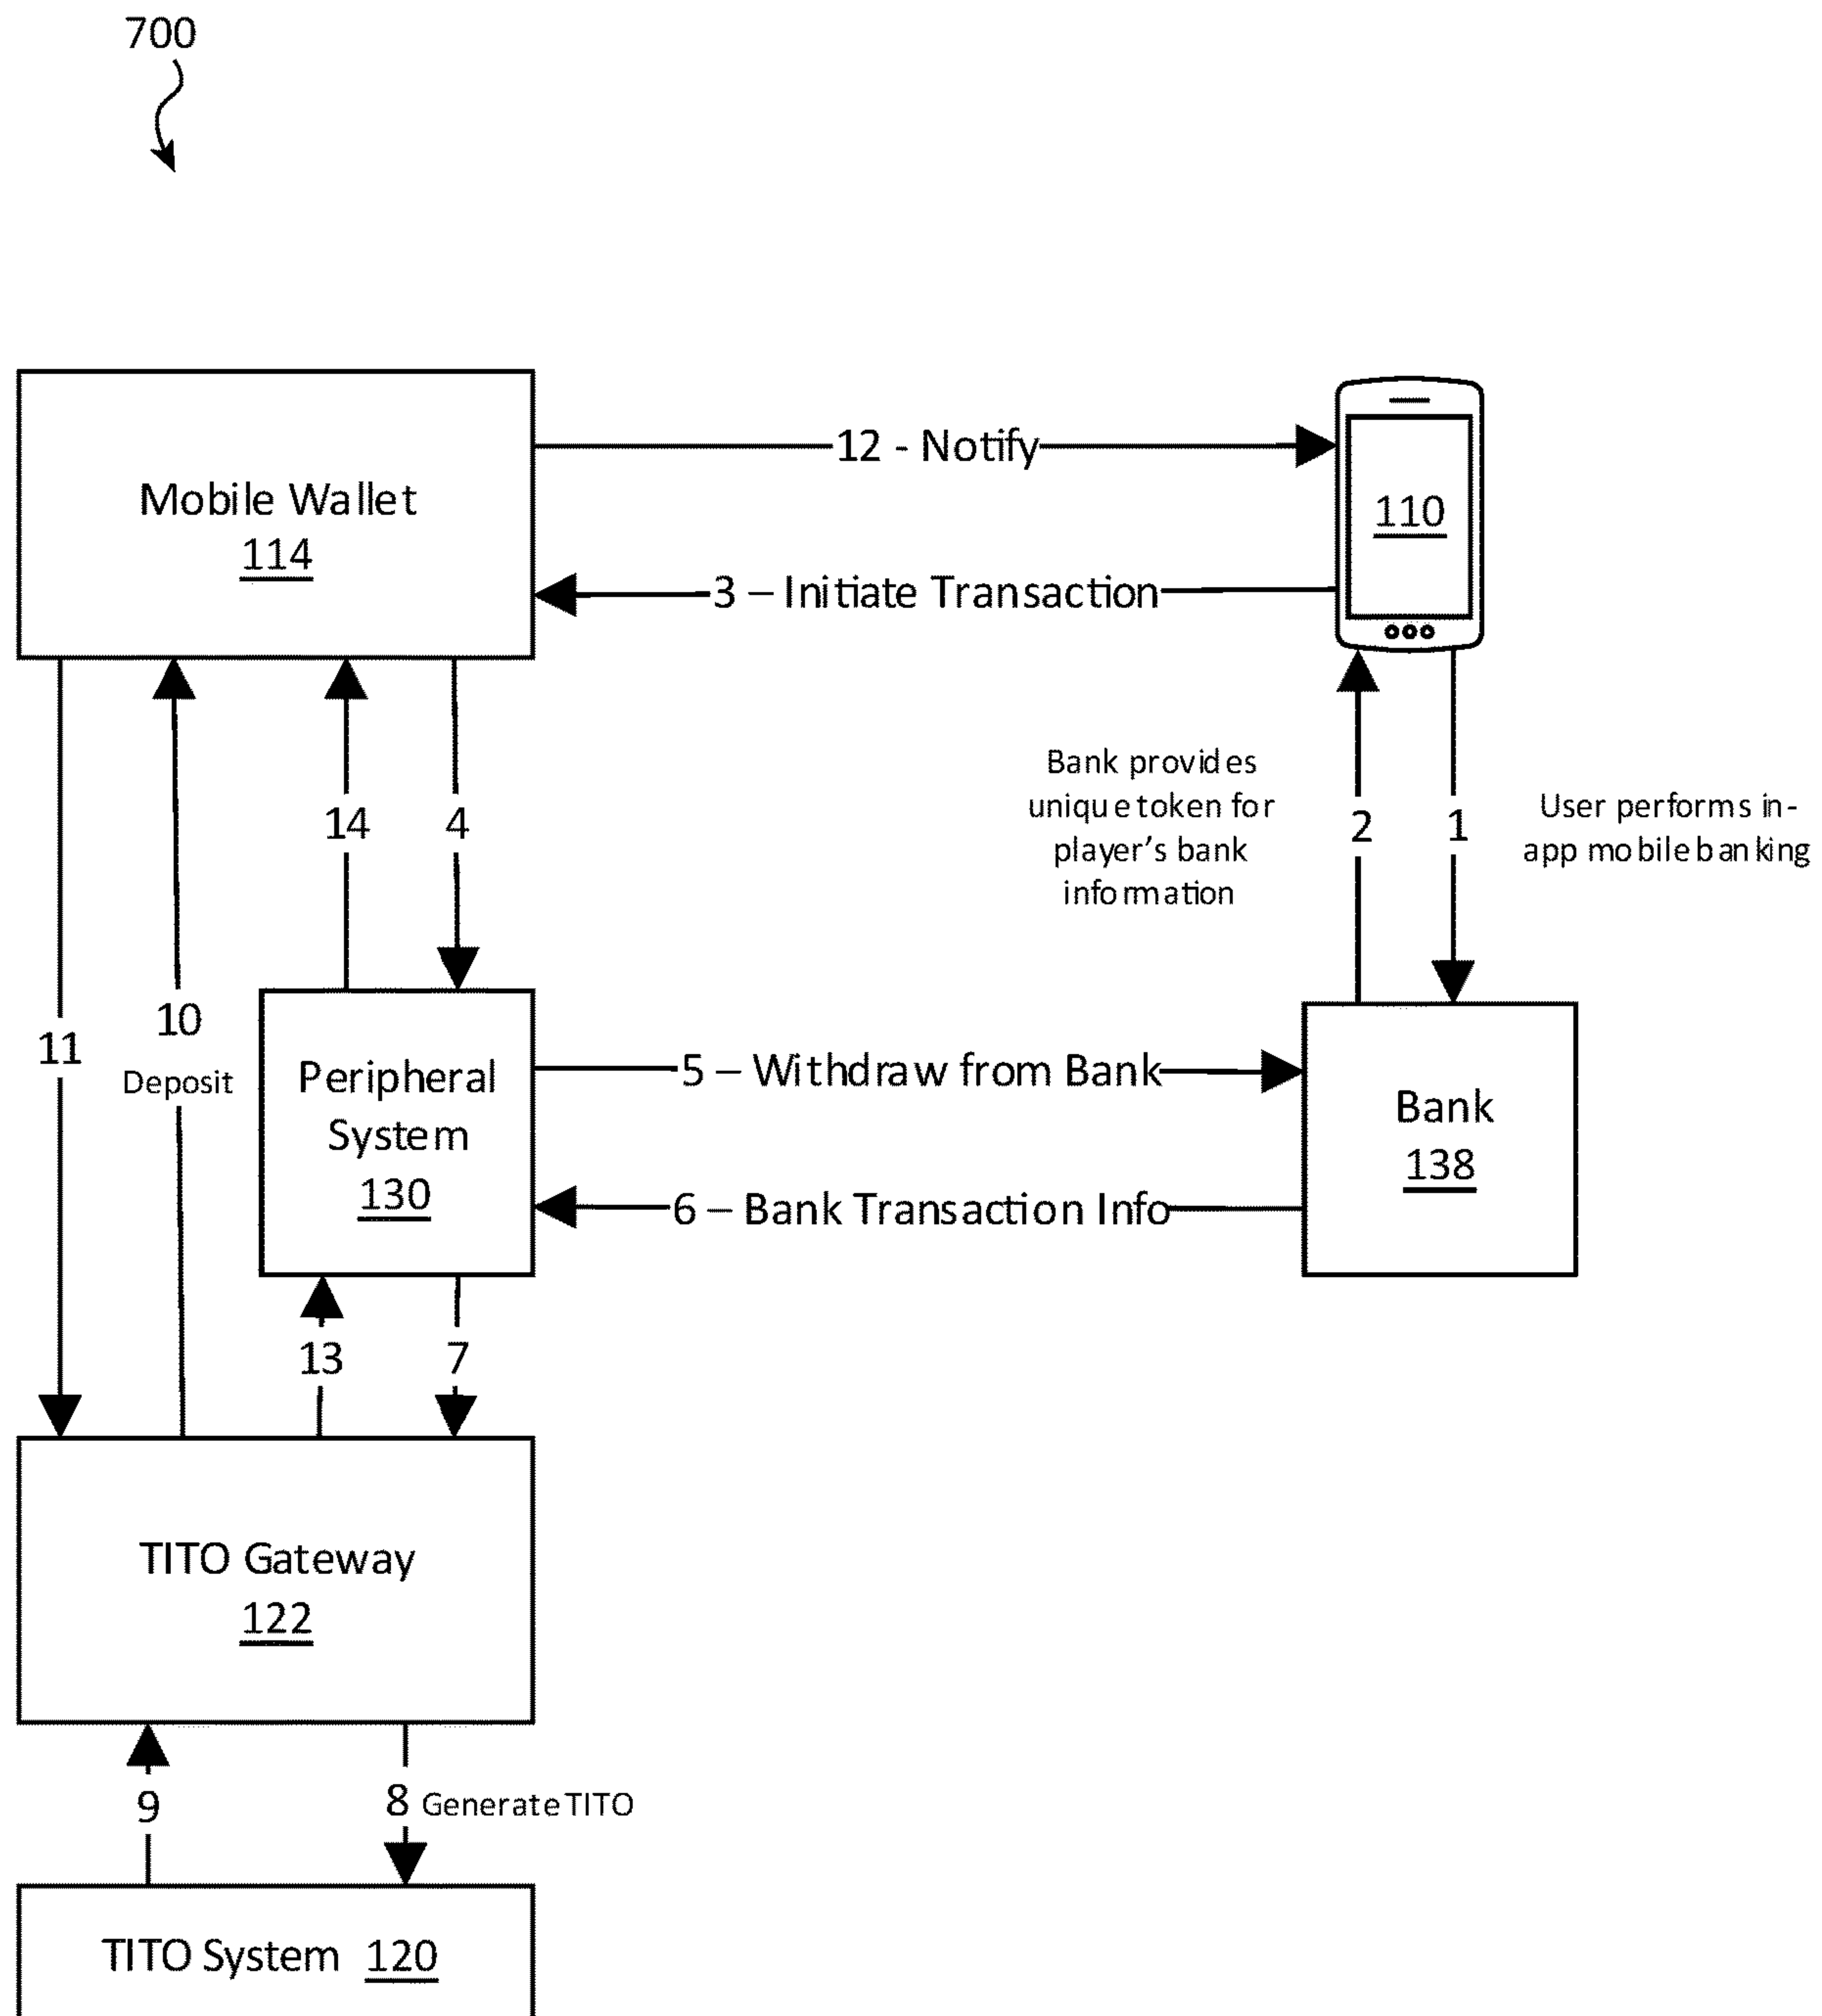 700
Mobile Wallet
114
12 - Notify
3 – Initiate Transaction
110
11
10
Deposit
14
4
Bank provides
unique token for
player's bank
information
2
1
User performs in-
app mobile banking
Peripheral
System
130
5 – Withdraw from Bank
6 – Bank Transaction Info
Bank
138
13
7
TITO Gateway
122
9
8 Generate TITO
TITO System 120